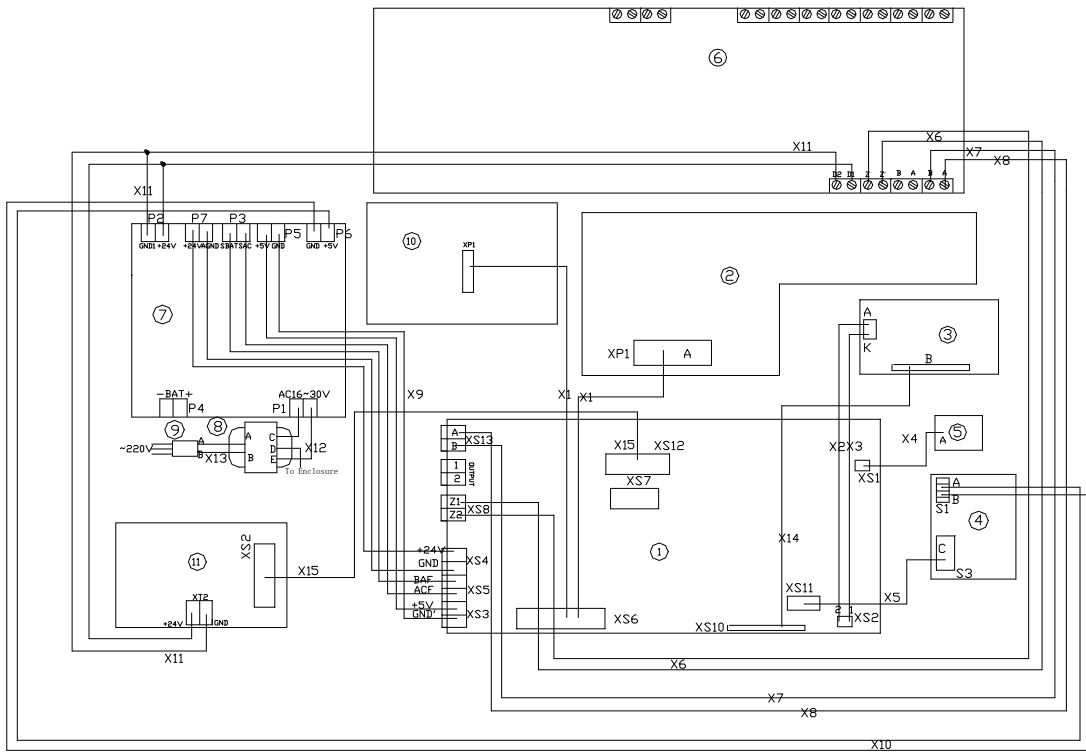 6
X11
X6
X7
X8
D2 D1 Z Z B A B A
X11
P2 P7 P3 P5 P6
GND1 +24V +24V AGND SBAT SAC +5V GND GND +5V
10
XP1
2
7
A
3
K
XP1 A
B
X1
X1
X9
-BAT+
P4
AC16~30V
P1
8
9
~220V
A
B
X13
A
B
C
D
E
X12
To Enclosure
A
B
XS13
1
2
OUTPUT
Z1
Z2
XS8
X15 XS12
XS7
X2 X3
X4
5
A
XS1
A
B
S1
4
C
S3
1
X14
X5
XS11
2 1
XS2
XS10
XS6
+24V
GND
XS4
BAF
ACF
XS5
+5V
GND'
XS3
11
XS2
X15
XT2
+24V GND
X11
X6
X7
X8
X10